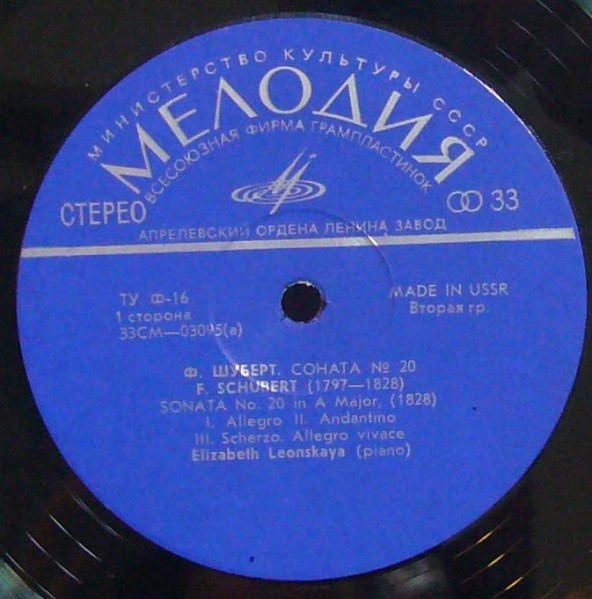 МИНИСТЕРСТВО КУЛЬТУРЫ СССР
МЕЛОДИЯ
ВСЕСОЮЗНАЯ ФИРМА ГРАМПЛАСТИНОК
СТЕРЕО
33
АПРЕЛЕВСКИЙ ОРДЕНА ЛЕНИНА ЗАВОД
ТУ Ф-16
1 сторона
33СМ—03095(а)
MADE IN USSR
Вторая гр.
Ф. ШУБЕРТ. СОНАТА № 20
F. SCHUBERT (1797—1828)
SONATA No. 20 in A Major, (1828)
I. Allegro II. Andantino
III. Scherzo. Allegro vivace
Elizabeth Leonskaya (piano)